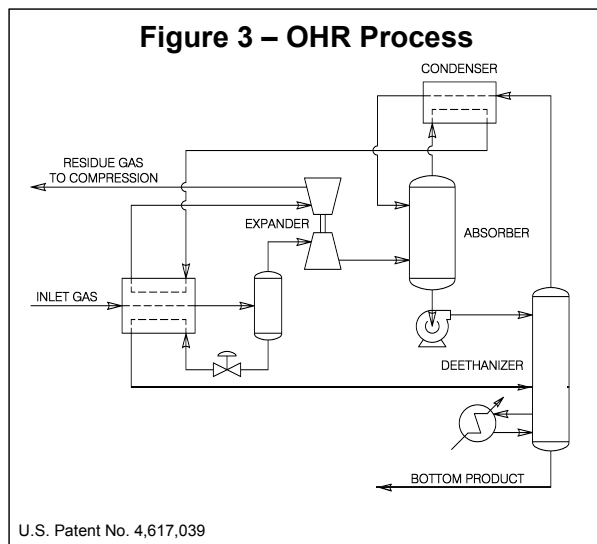 Figure 3 – OHR Process
CONDENSER
RESIDUE GAS
TO COMPRESSION
EXPANDER
ABSORBER
INLET GAS
DEETHANIZER
BOTTOM PRODUCT
U.S. Patent No. 4,617,039